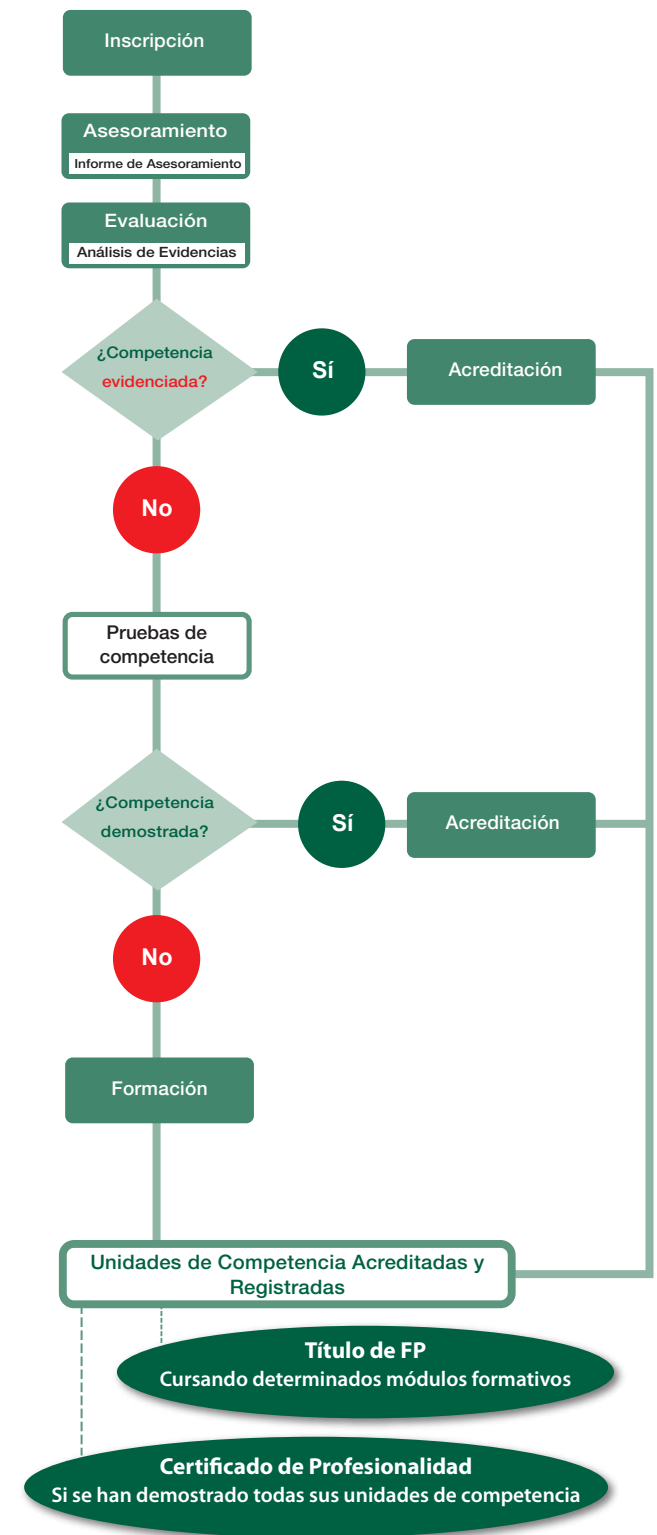 Inscripción
Asesoramiento
Informe de Asesoramiento
Evaluación
Análisis de Evidencias
¿Competencia
evidenciada?
Sí
Acreditación
No
Pruebas de
competencia
¿Competencia
demostrada?
Sí
Acreditación
No
Formación
Unidades de Competencia Acreditadas y
Registradas
Título de FP
Cursando determinados módulos formativos
Certificado de Profesionalidad
Si se han demostrado todas sus unidades de competencia